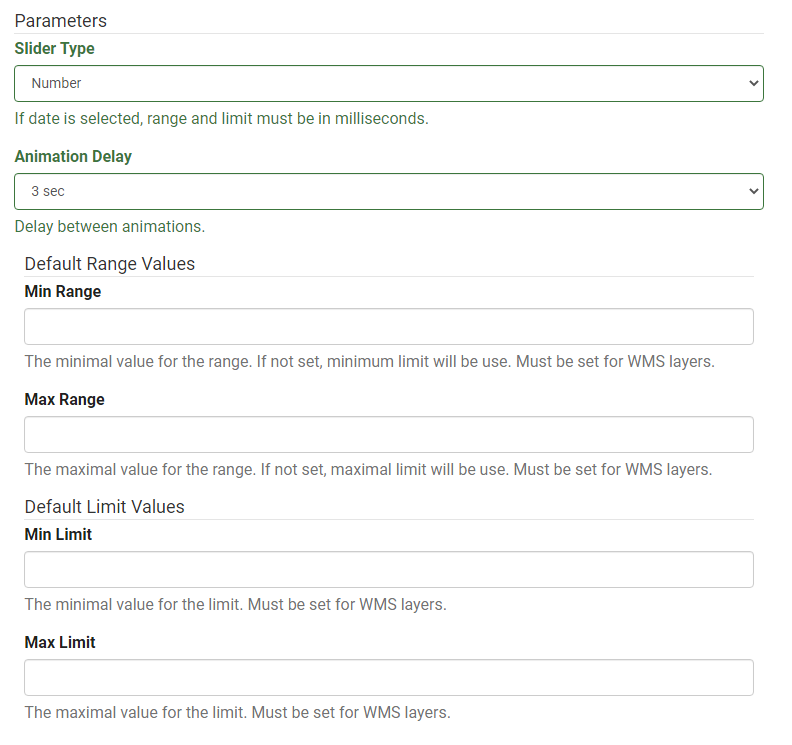 Parameters
Slider Type
Number
If date is selected, range and limit must be in milliseconds.
Animation Delay
3 sec
Delay between animations.
Default Range Values
Min Range
The minimal value for the range. If not set, minimum limit will be use. Must be set for WMS layers.
Max Range
The maximal value for the range. If not set, maximal limit will be use. Must be set for WMS layers.
Default Limit Values
Min Limit
The minimal value for the limit. Must be set for WMS layers.
Max Limit
The maximal value for the limit. Must be set for WMS layers.